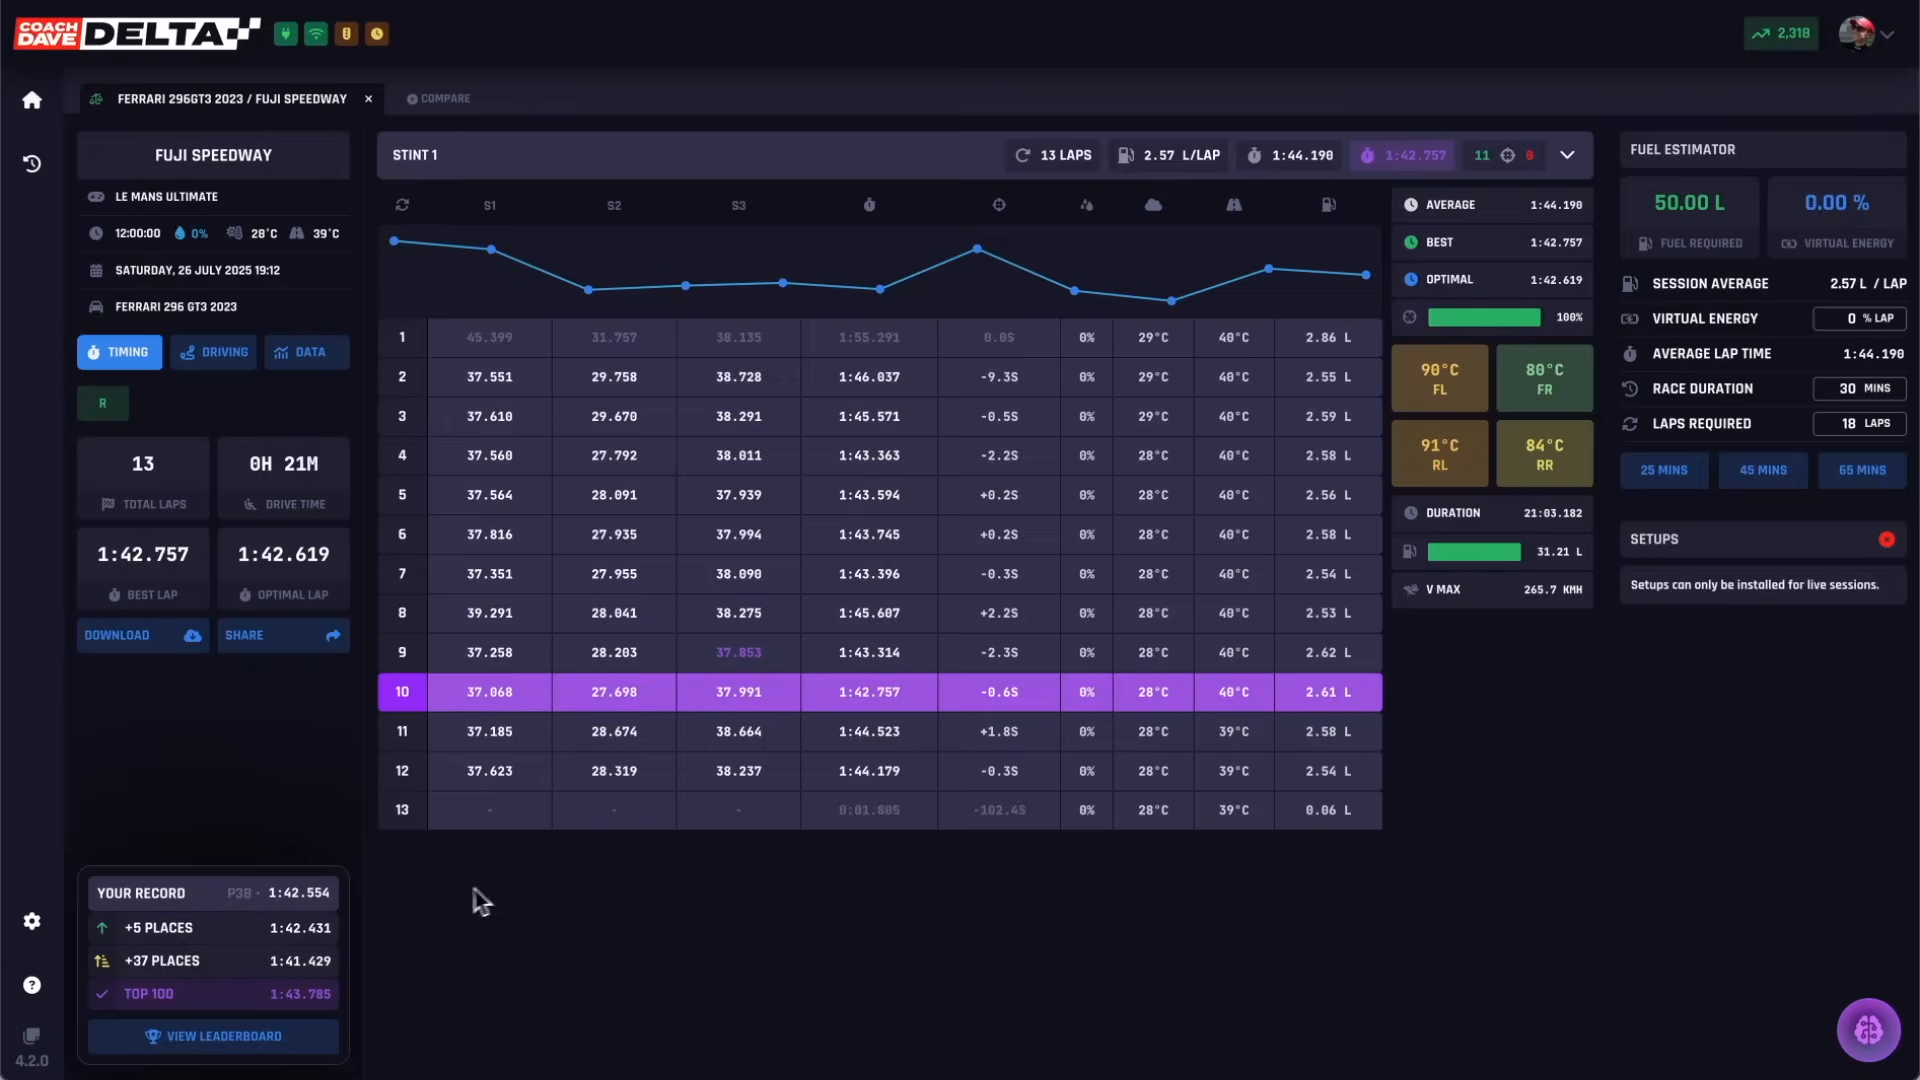 COACH DAVE DELTA
2,318
FERRARI 296GT3 2023 / FUJI SPEEDWAY ×
COMPARE
FUJI SPEEDWAY
LE MANS ULTIMATE
12:00:00 0% 28°C 39°C
SATURDAY, 26 JULY 2025 19:12
FERRARI 296 GT3 2023
TIMING DRIVING DATA
R
13 0H 21M
TOTAL LAPS DRIVE TIME
1:42.757 1:42.619
BEST LAP OPTIMAL LAP
DOWNLOAD SHARE
YOUR RECORD P38 · 1:42.554
+5 PLACES 1:42.431
+37 PLACES 1:41.429
TOP 100 1:43.785
VIEW LEADERBOARD
4.2.0
STINT 1 13 LAPS 2.57 L/LAP 1:44.190 1:42.757 11 0
S1 S2 S3
1 45.399 31.757 38.135 1:55.291 0.0S 0% 29°C 40°C 2.86 L
2 37.551 29.758 38.728 1:46.037 -9.3S 0% 29°C 40°C 2.55 L
3 37.610 29.670 38.291 1:45.571 -0.5S 0% 29°C 40°C 2.59 L
4 37.560 27.792 38.011 1:43.363 -2.2S 0% 28°C 40°C 2.58 L
5 37.564 28.091 37.939 1:43.594 +0.2S 0% 28°C 40°C 2.56 L
6 37.816 27.935 37.994 1:43.745 +0.2S 0% 28°C 40°C 2.58 L
7 37.351 27.955 38.090 1:43.396 -0.3S 0% 28°C 40°C 2.54 L
8 39.291 28.041 38.275 1:45.607 +2.2S 0% 28°C 40°C 2.53 L
9 37.258 28.203 37.853 1:43.314 -2.3S 0% 28°C 40°C 2.62 L
10 37.068 27.698 37.991 1:42.757 -0.6S 0% 28°C 40°C 2.61 L
11 37.185 28.674 38.664 1:44.523 +1.8S 0% 28°C 39°C 2.58 L
12 37.623 28.319 38.237 1:44.179 -0.3S 0% 28°C 39°C 2.54 L
13 - - - 0:01.805 -102.4S 0% 28°C 39°C 0.06 L
AVERAGE 1:44.190
BEST 1:42.757
OPTIMAL 1:42.619
100%
90°C 80°C
FL FR
91°C 84°C
RL RR
DURATION 21:03.182
31.21 L
V MAX 265.7 KMH
FUEL ESTIMATOR
50.00 L 0.00 %
FUEL REQUIRED VIRTUAL ENERGY
SESSION AVERAGE 2.57 L / LAP
VIRTUAL ENERGY 0 % LAP
AVERAGE LAP TIME 1:44.190
RACE DURATION 30 MINS
LAPS REQUIRED 18 LAPS
25 MINS 45 MINS 65 MINS
SETUPS
Setups can only be installed for live sessions.